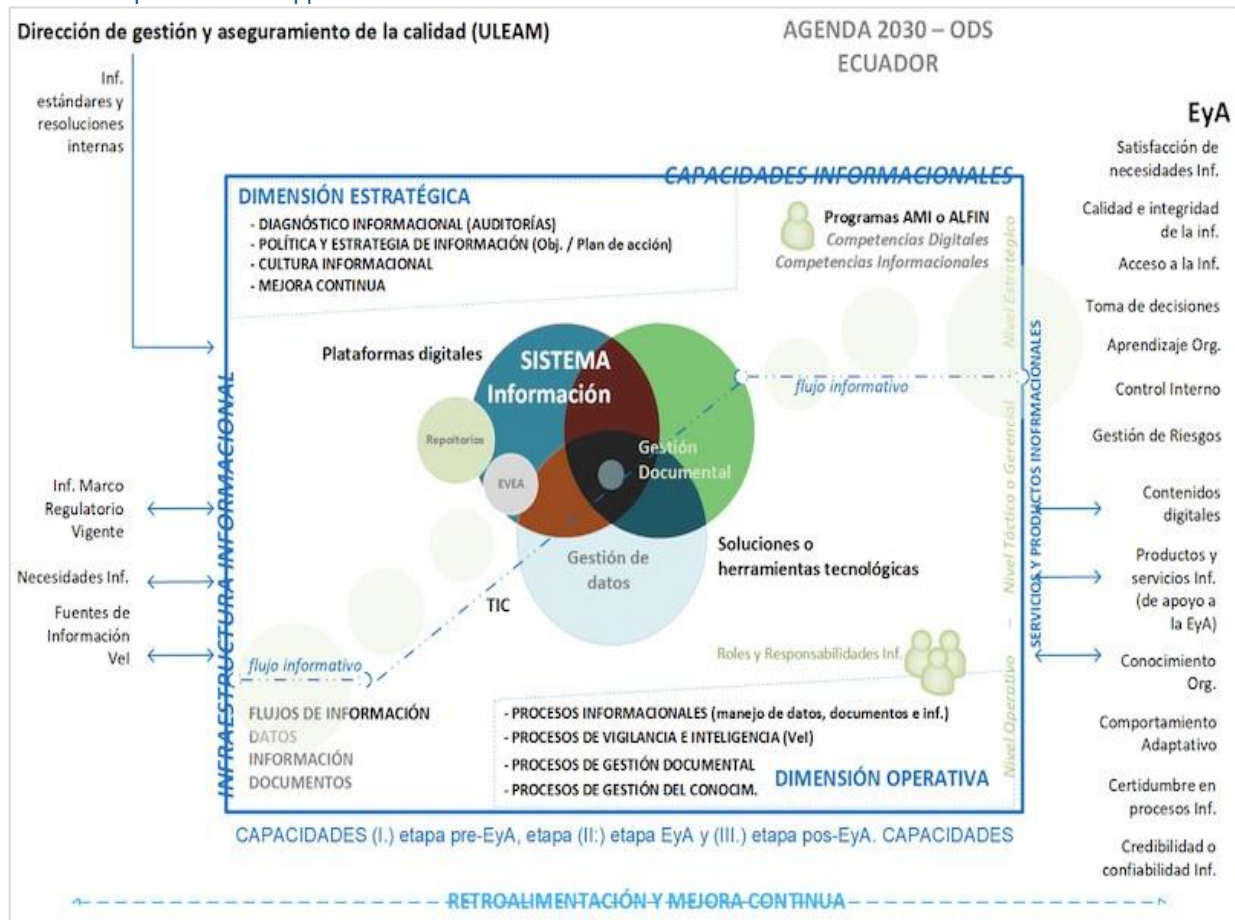 Dirección de gestión y aseguramiento de la calidad (ULEAM)
AGENDA 2030 – ODS
ECUADOR
Inf.
estándares y
resoluciones
internas
Inf. Marco
Regulatorio
Vigente
Necesidades Inf.
Fuentes de
Información
VeI
INFRAESTRUCTURA INFORMACIONAL
CAPACIDADES INFORMACIONALES
DIMENSIÓN ESTRATÉGICA
- DIAGNÓSTICO INFORMACIONAL (AUDITORÍAS)
- POLÍTICA Y ESTRATEGIA DE INFORMACIÓN (Obj. / Plan de acción)
- CULTURA INFORMACIONAL
- MEJORA CONTINUA
Programas AMI o ALFIN
Competencias Digitales
Competencias Informacionales
Plataformas digitales
SISTEMA
Información
Repoitorios
EVEA
Gestión
Documental
Gestión de
datos
flujo informativo
Soluciones o
herramientas tecnológicas
TIC
Roles y Responsabilidades Inf.
flujo informativo
FLUJOS DE INFORMACIÓN
DATOS
INFORMACIÓN
DOCUMENTOS
- PROCESOS INFORMACIONALES (manejo de datos, documentos e inf.)
- PROCESOS DE VIGILANCIA E INTELIGENCIA (VeI)
- PROCESOS DE GESTIÓN DOCUMENTAL
- PROCESOS DE GESTIÓN DEL CONOCIM.
DIMENSIÓN OPERATIVA
Nivel Operativo – Nivel Táctico o Gerencial – Nivel Estratégico
SERVICIOS Y PRODUCTOS INOFRMACIONALES
EyA
Satisfacción de
necesidades Inf.
Calidad e integridad
de la inf.
Acceso a la Inf.
Toma de decisiones
Aprendizaje Org.
Control Interno
Gestión de Riesgos
Contenidos
digitales
Productos y
servicios Inf.
(de apoyo a
la EyA)
Conocimiento
Org.
Comportamiento
Adaptativo
Certidumbre en
procesos Inf.
Credibilidad o
confiabilidad Inf.
CAPACIDADES (I.) etapa pre-EyA, etapa (II:) etapa EyA y (III.) etapa pos-EyA. CAPACIDADES
RETROALIMENTACIÓN Y MEJORA CONTINUA